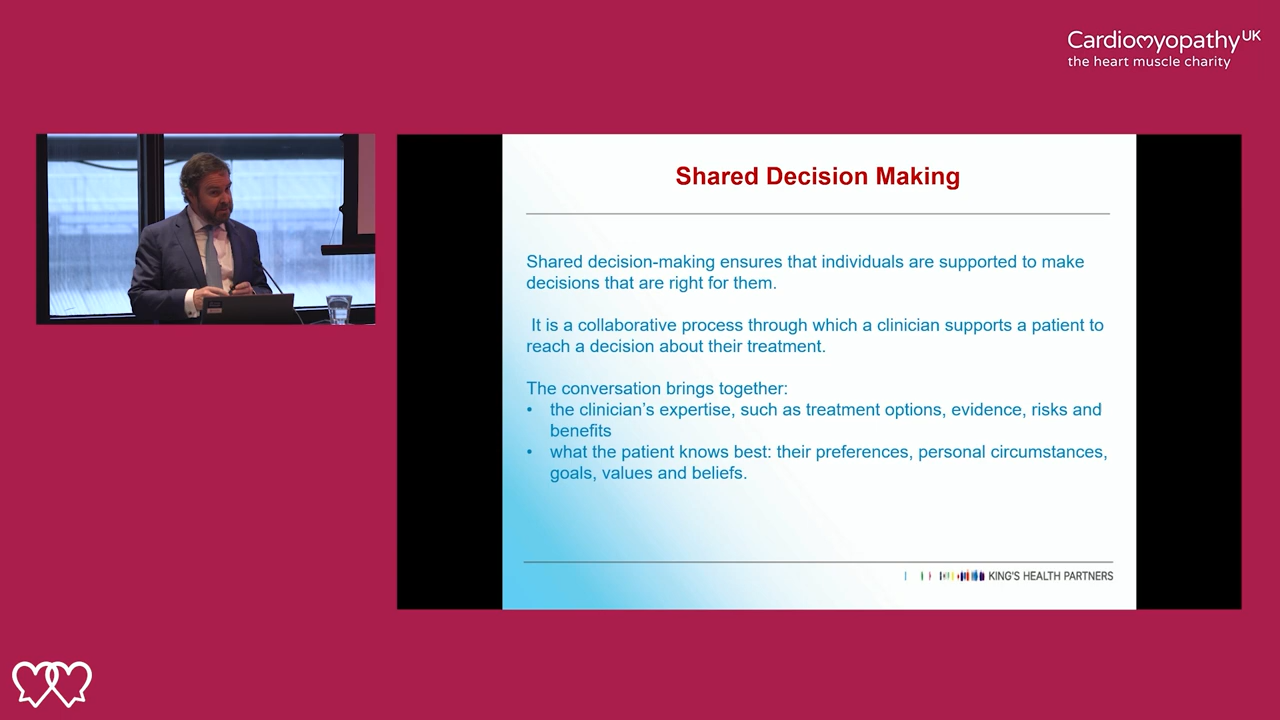 Cardiomyopathy UK
the heart muscle charity
Shared Decision Making
Shared decision-making ensures that individuals are supported to make
decisions that are right for them.
It is a collaborative process through which a clinician supports a patient to
reach a decision about their treatment.
The conversation brings together:
• the clinician’s expertise, such as treatment options, evidence, risks and
benefits
• what the patient knows best: their preferences, personal circumstances,
goals, values and beliefs.
KING'S HEALTH PARTNERS